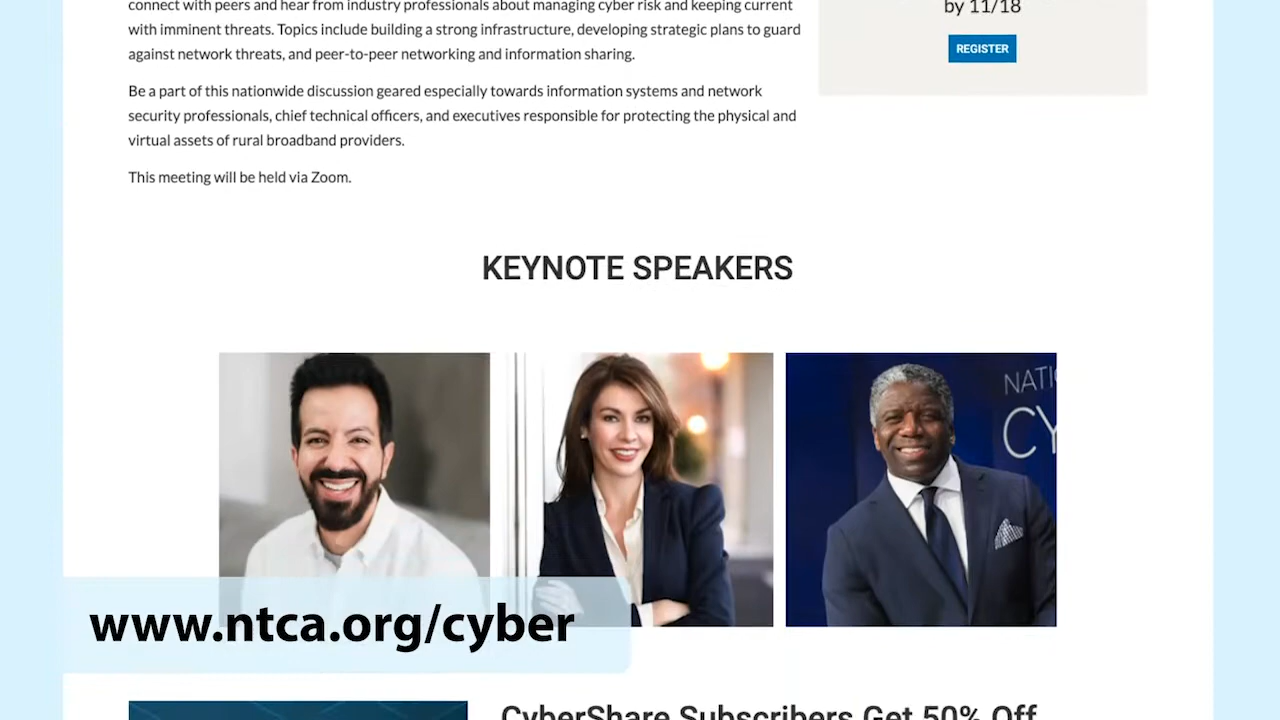 connect with peers and hear from industry professionals about managing cyber risk and keeping current
with imminent threats. Topics include building a strong infrastructure, developing strategic plans to guard
against network threats, and peer-to-peer networking and information sharing.
Be a part of this nationwide discussion geared especially towards information systems and network
security professionals, chief technical officers, and executives responsible for protecting the physical and
virtual assets of rural broadband providers.
This meeting will be held via Zoom.
by 11/18
REGISTER
KEYNOTE SPEAKERS
NATI
CY
www.ntca.org/cyber
CyberShare Subscribers Get 50% Off